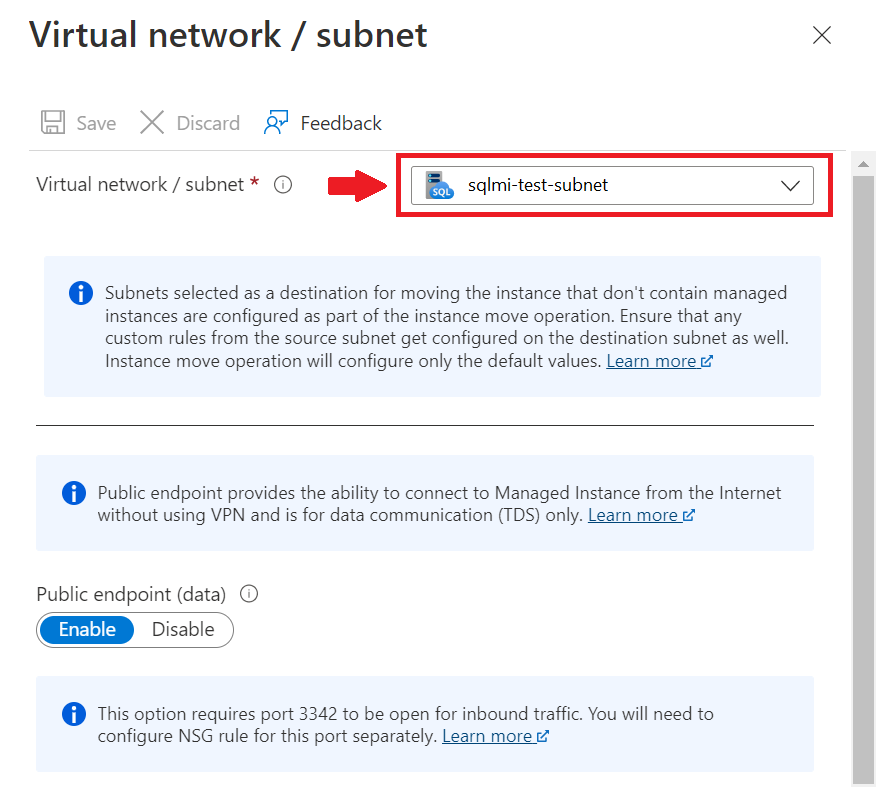 Virtual network / subnet
Save
Discard
Feedback
Virtual network / subnet *
SQL
sqlmi-test-subnet
Subnets selected as a destination for moving the instance that don't contain managed
instances are configured as part of the instance move operation. Ensure that any
custom rules from the source subnet get configured on the destination subnet as well.
Instance move operation will configure only the default values. Learn more
Public endpoint provides the ability to connect to Managed Instance from the Internet
without using VPN and is for data communication (TDS) only. Learn more
Public endpoint (data)
Enable
Disable
This option requires port 3342 to be open for inbound traffic. You will need to
configure NSG rule for this port separately. Learn more